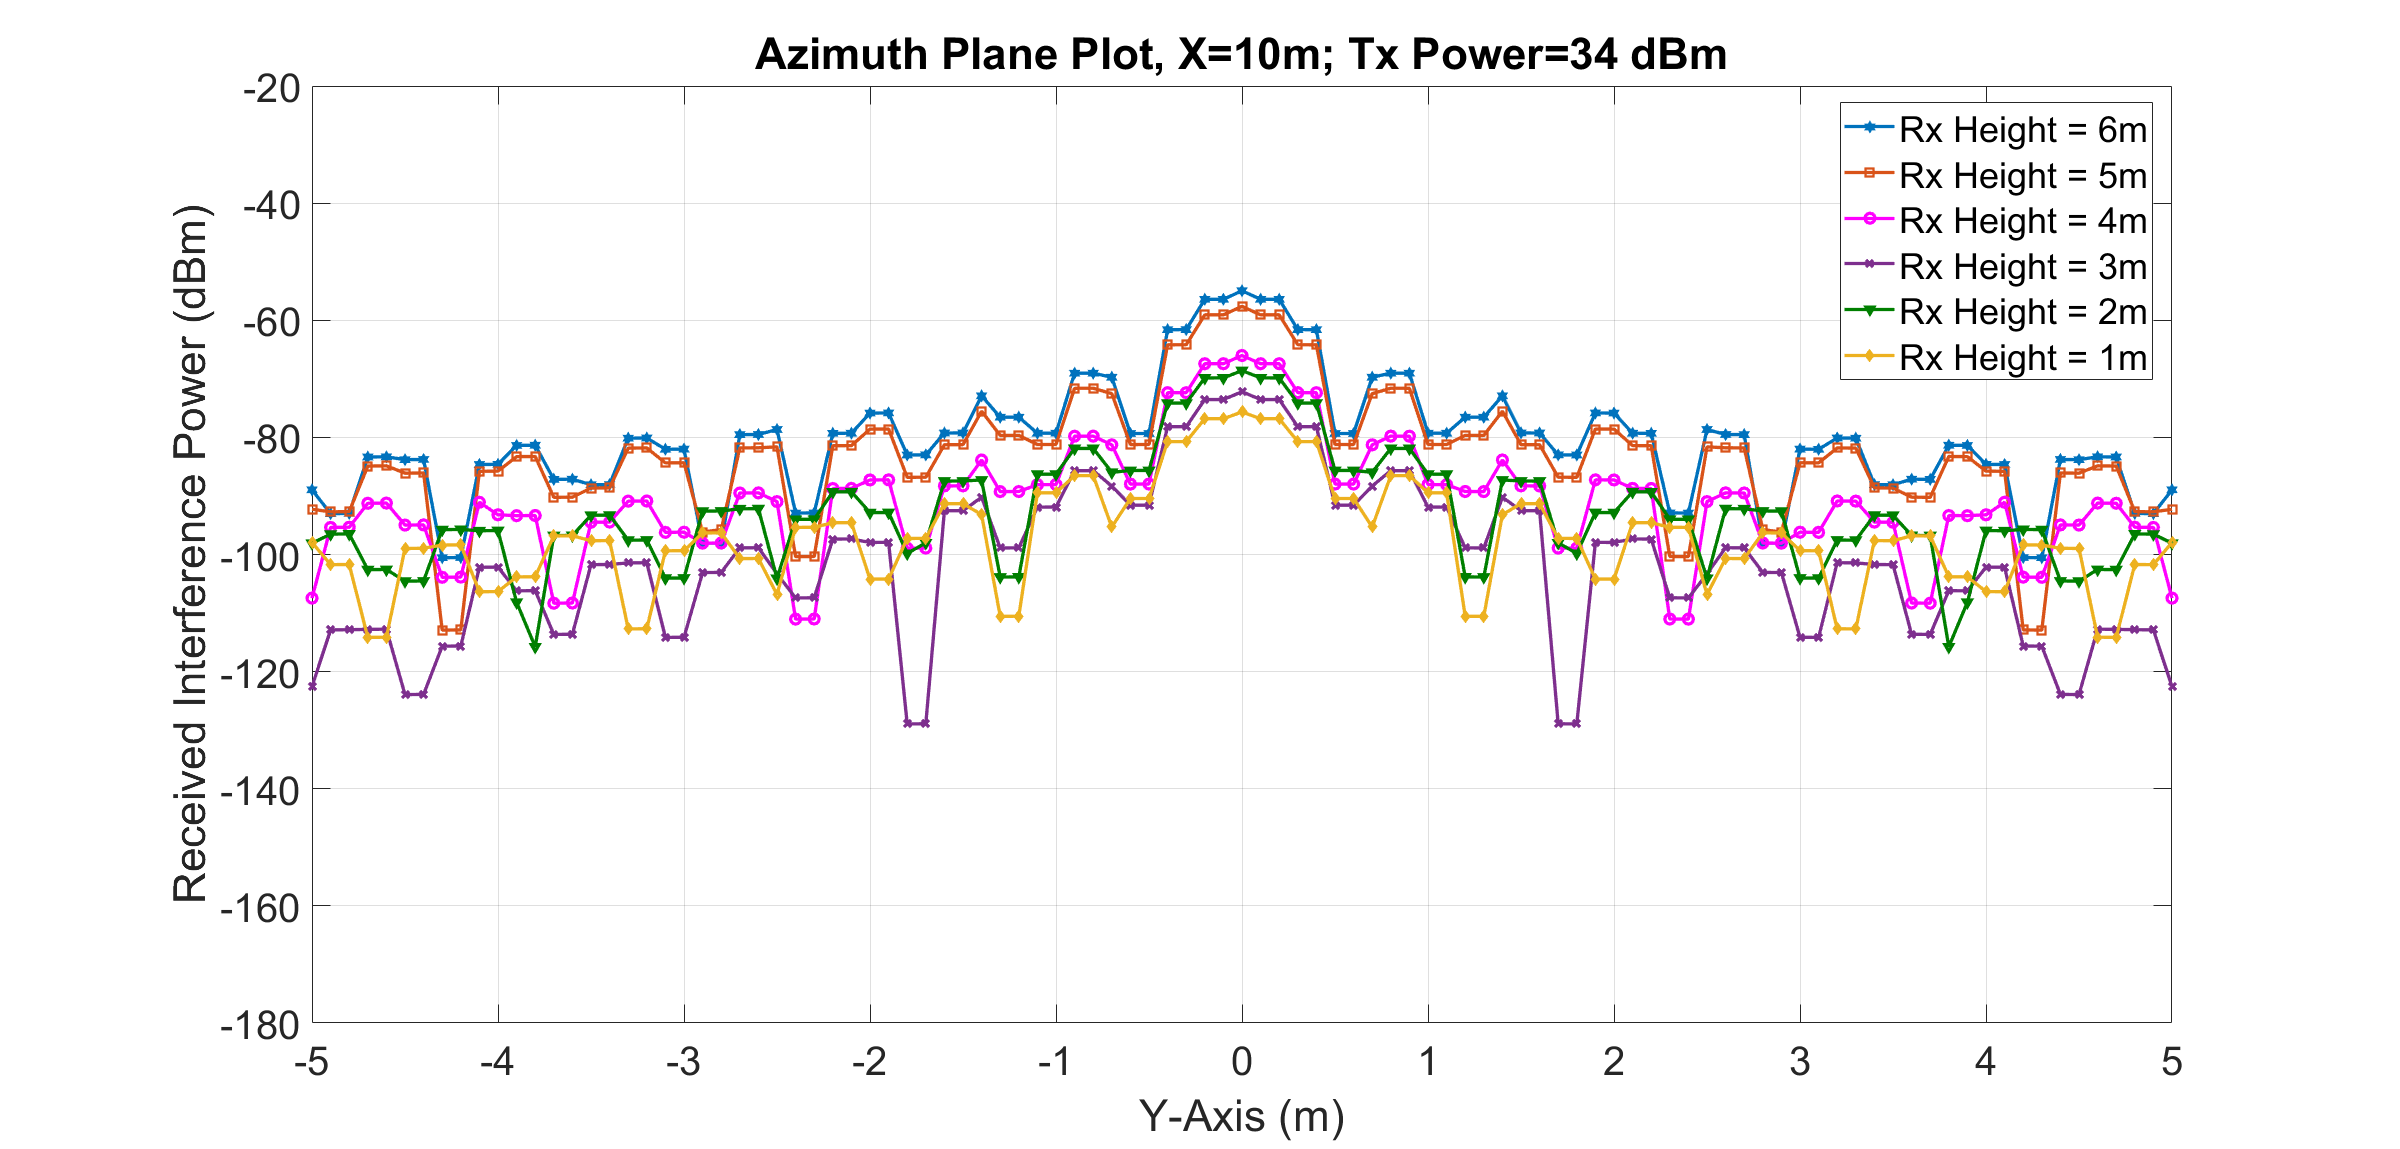 Azimuth Plane Plot, X=10m; Tx Power=34 dBm
Received Interference Power (dBm)
-20
-40
-60
-80
-100
-120
-140
-160
-180
Rx Height = 6m
Rx Height = 5m
Rx Height = 4m
Rx Height = 3m
Rx Height = 2m
Rx Height = 1m
-5 -4 -3 -2 -1 0 1 2 3 4 5
Y-Axis (m)